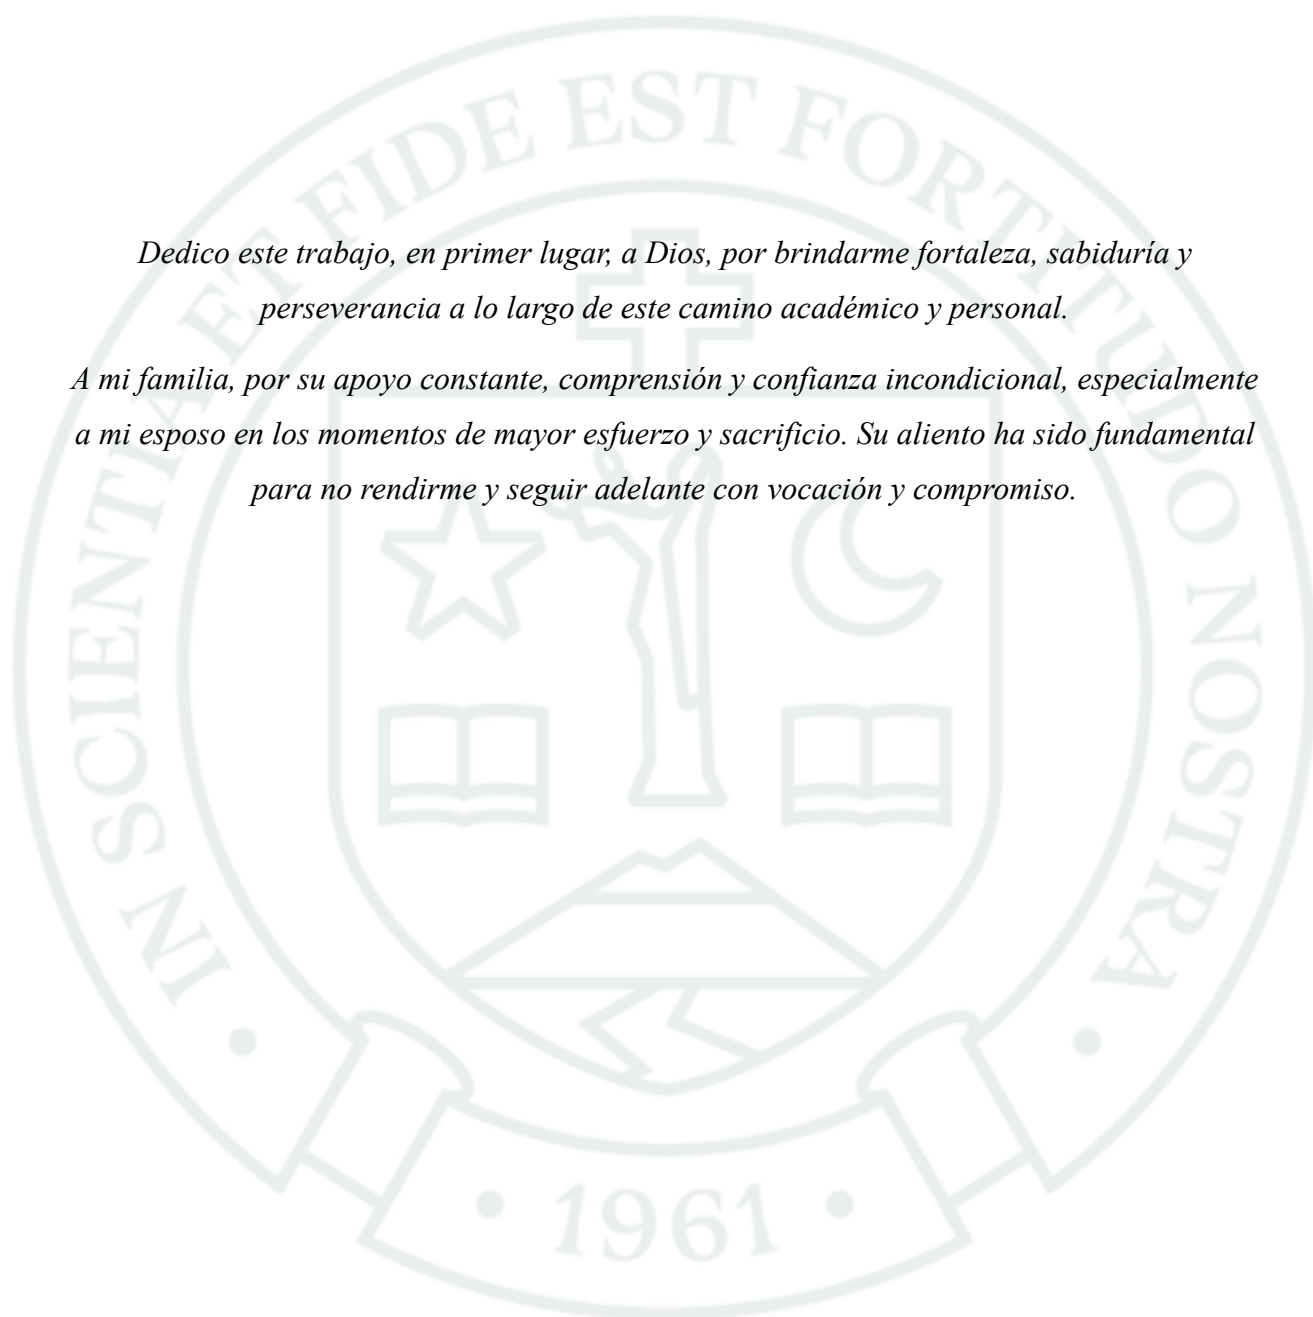 IN SCIENTIA ET FIDE EST FORTITUDO NOSTRA
Dedico este trabajo, en primer lugar, a Dios, por brindarme fortaleza, sabiduría y
perseverancia a lo largo de este camino académico y personal.
A mi familia, por su apoyo constante, comprensión y confianza incondicional, especialmente
a mi esposo en los momentos de mayor esfuerzo y sacrificio. Su aliento ha sido fundamental
para no rendirme y seguir adelante con vocación y compromiso.
• 1961 •